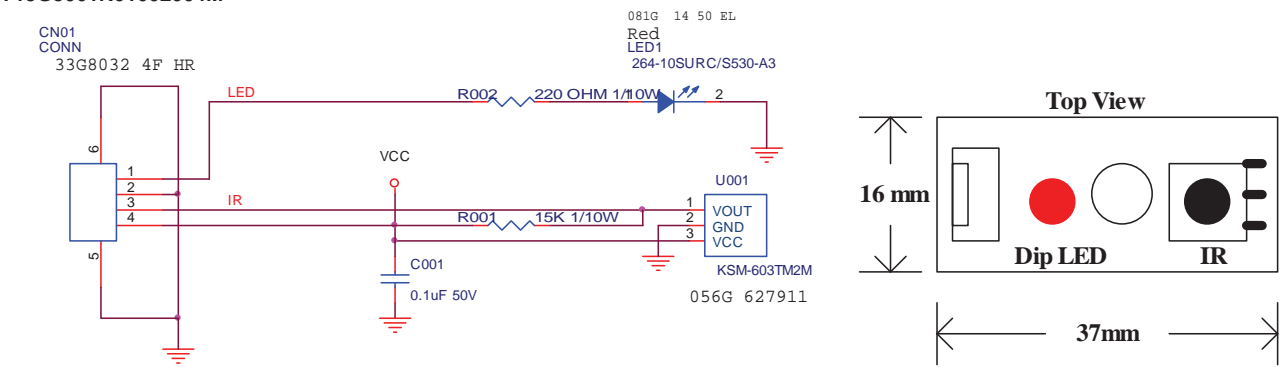 CN01
CONN
33G8032 4F HR
6
1
2
3
4
5
LED
IR
R002
220 OHM 1/10W
081G 14 50 EL
Red
LED1
264-10SURC/S530-A3
1
2
VCC
R001
15K 1/10W
C001
0.1uF 50V
U001
1
2
3
VOUT
GND
VCC
KSM-603TM2M
056G 627911
Top View
16 mm
Dip LED
IR
37mm